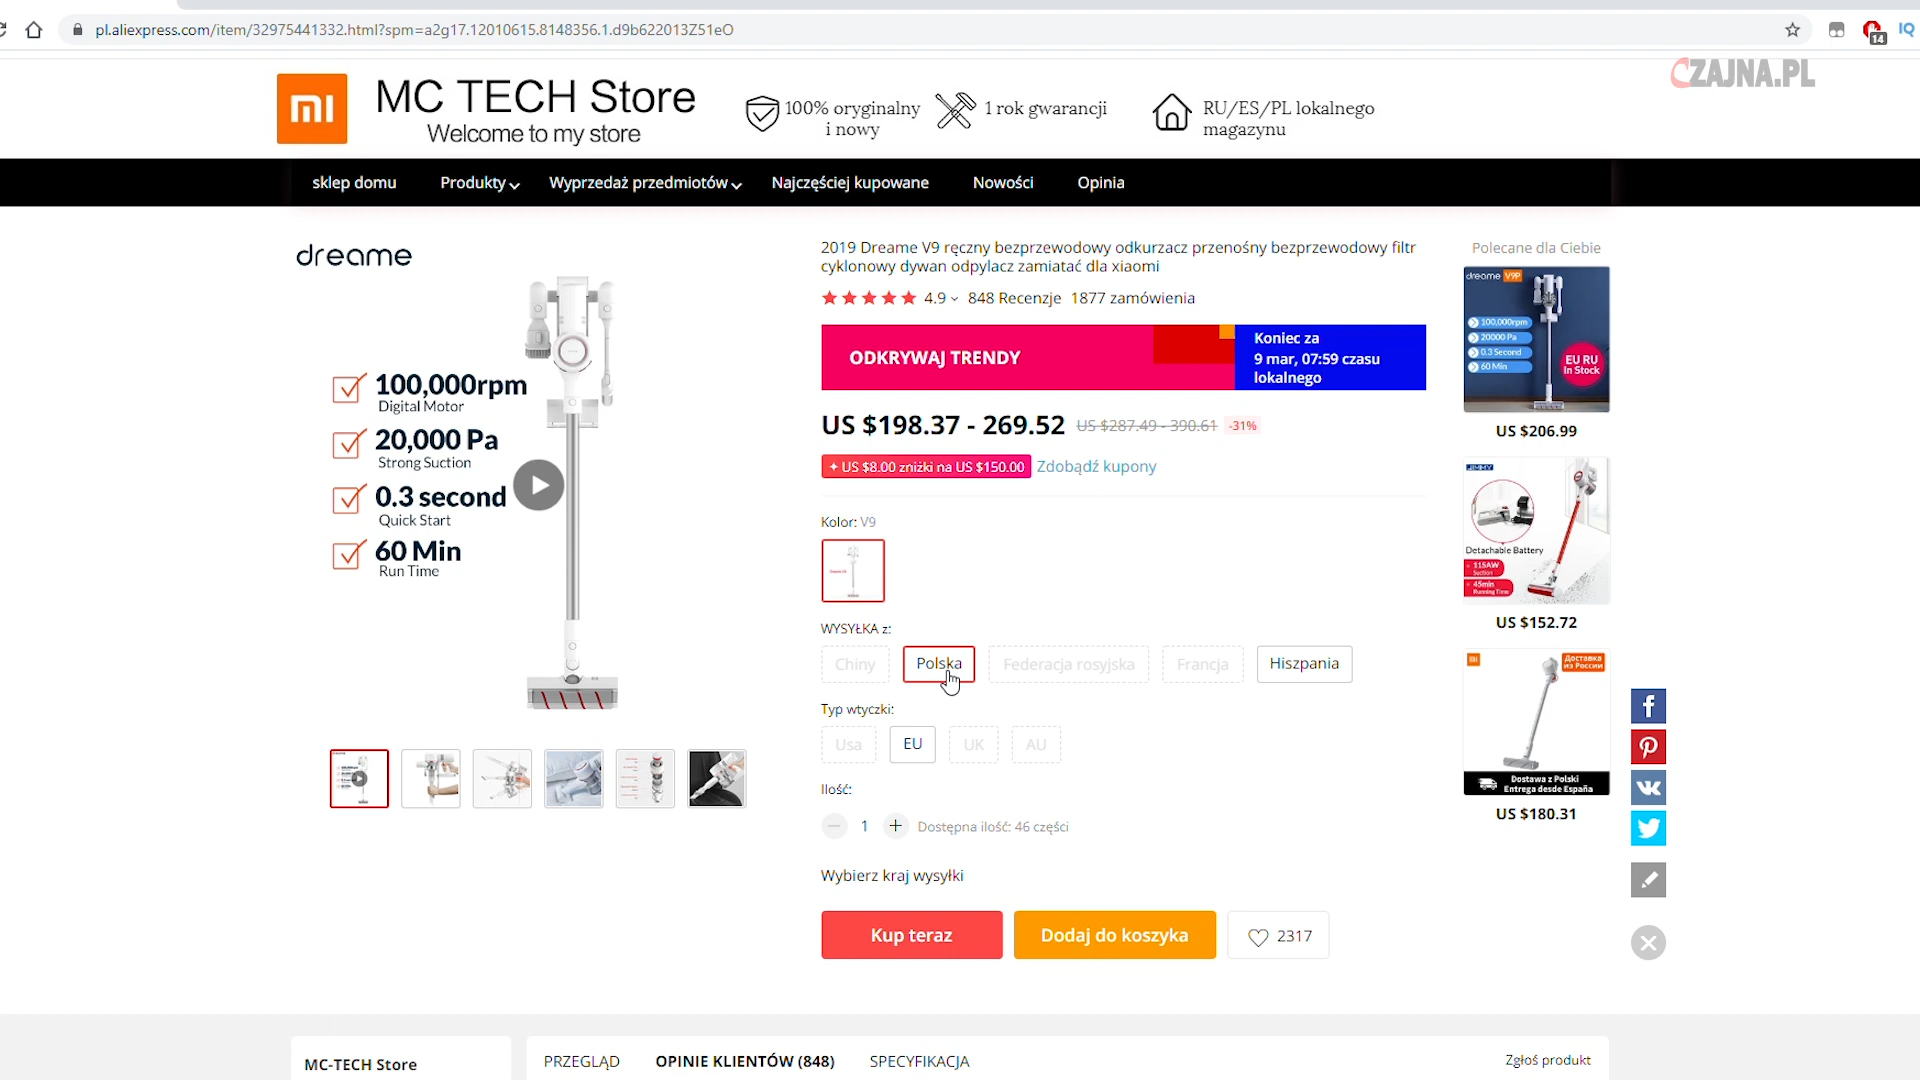 pl.aliexpress.com/item/32975441332.html?spm=a2g17.12010615.8148356.1.d9b622013Z51eO
14
IQ
CZAJNA.PL
mi
MC TECH Store
Welcome to my store
100% oryginalny
i nowy
1 rok gwarancji
RU/ES/PL lokalnego
magazynu
sklep domu
Produkty
Wyprzedaż przedmiotów
Najczęściej kupowane
Nowości
Opinia
dreame
100,000rpm
Digital Motor
20,000 Pa
Strong Suction
0.3 second
Quick Start
60 Min
Run Time
2019 Dreame V9 ręczny bezprzewodowy odkurzacz przenośny bezprzewodowy filtr
cyklonowy dywan odpylacz zamiatać dla xiaomi
4.9 848 Recenzje 1877 zamówienia
ODKRYWAJ TRENDY
Koniec za
9 mar, 07:59 czasu
lokalnego
US $198.37 - 269.52 US $287.49 - 390.61 -31%
US $8.00 zniżki na US $150.00 Zdobądź kupony
Kolor: V9
WYSYŁKA z:
Chiny
Polska
Federacja rosyjska
Francja
Hiszpania
Typ wtyczki:
Usa
EU
UK
AU
Ilość:
1 + Dostępna ilość: 46 części
Wybierz kraj wysyłki
Kup teraz
Dodaj do koszyka
2317
Polecane dla Ciebie
dreame V9P
100,000rpm
20000 Pa
0.3 Second
60 Min
EU RU
In Stock
US $206.99
JIMMY
Detachable Battery
115AW
Suction
45min
Running Time
US $152.72
mi
Доставка
из России
Dostawa z Polski
Entrega desde España
US $180.31
MC-TECH Store
PRZEGLĄD
OPINIE KLIENTÓW (848)
SPECYFIKACJA
Zgłoś produkt